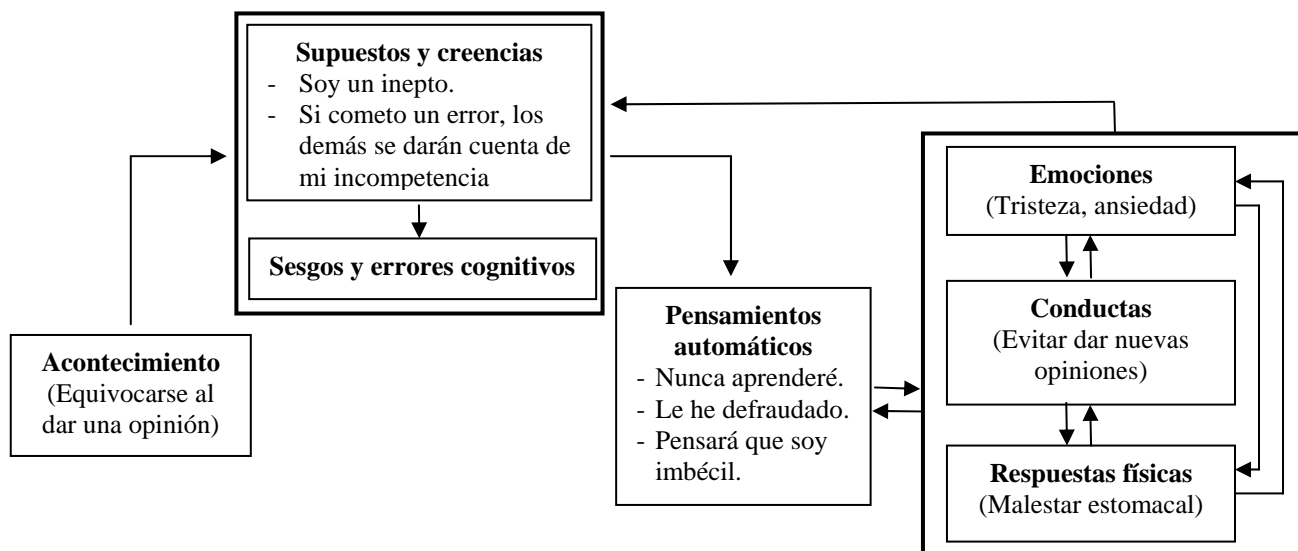 Supuestos y creencias
- Soy un inepto.
- Si cometo un error, los
demás se darán cuenta de
mi incompetencia
Sesgos y errores cognitivos
Acontecimiento
(Equivocarse al
dar una opinión)
Pensamientos
automáticos
- Nunca aprenderé.
- Le he defraudado.
- Pensará que soy
imbécil.
Emociones
(Tristeza, ansiedad)
Conductas
(Evitar dar nuevas
opiniones)
Respuestas físicas
(Malestar estomacal)